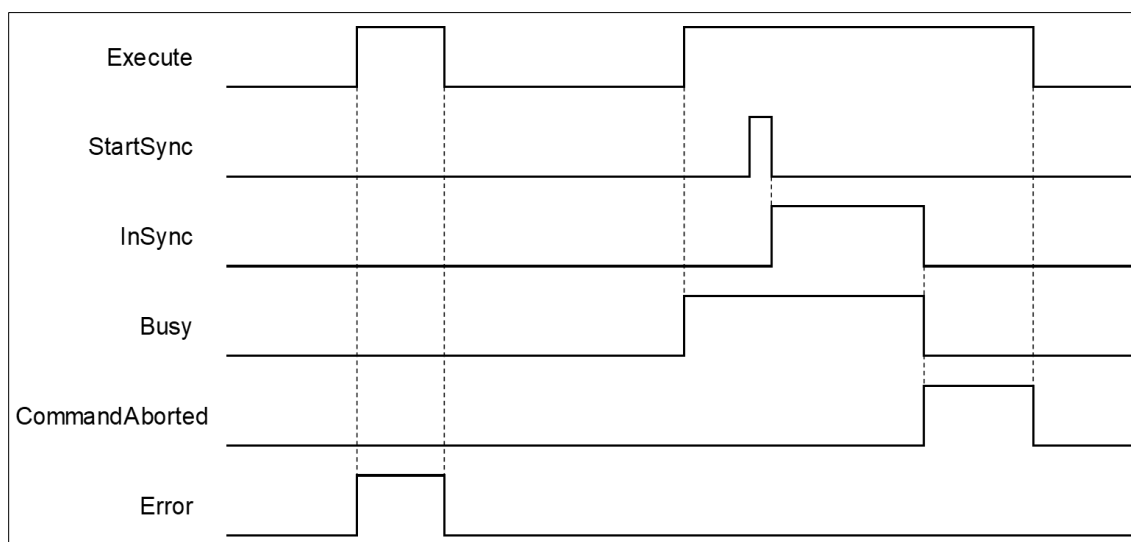 Execute
StartSync
InSync
Busy
CommandAborted
Error